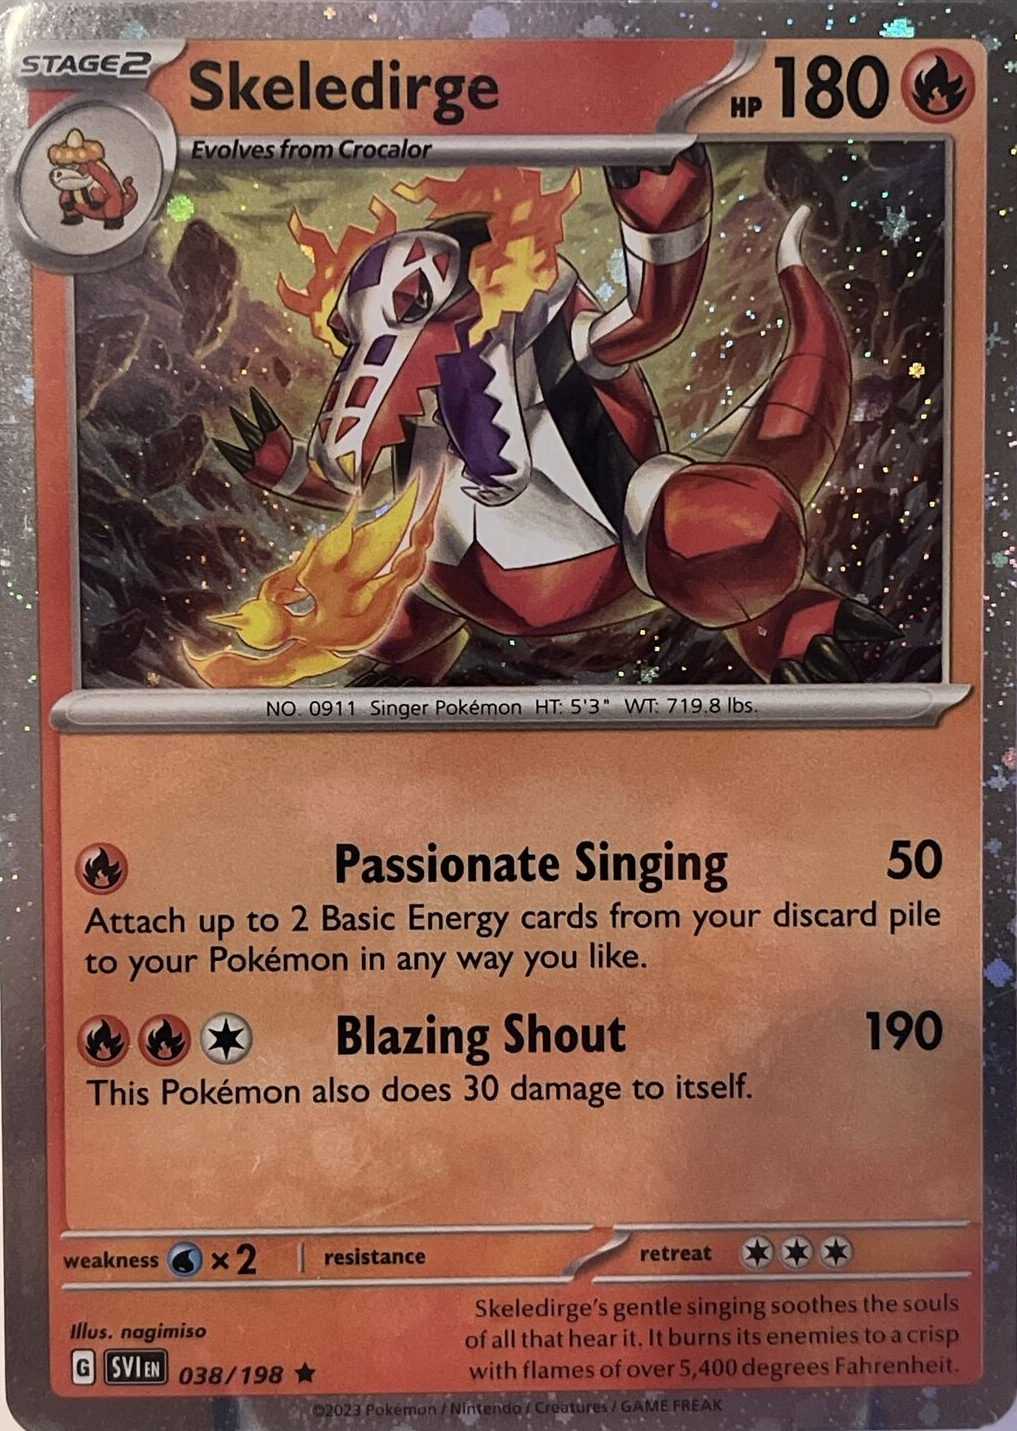 STAGE2
Skeledirge
HP 180
Evolves from Crocalor
NO. 0911 Singer Pokémon HT: 5'3" WT: 719.8 lbs.
Passionate Singing 50
Attach up to 2 Basic Energy cards from your discard pile
to your Pokémon in any way you like.
Blazing Shout 190
This Pokémon also does 30 damage to itself.
weakness ×2 resistance retreat
Skeledirge's gentle singing soothes the souls
of all that hear it. It burns its enemies to a crisp
with flames of over 5,400 degrees Fahrenheit.
Illus. nagimiso
G SVI EN 038/198 ★
©2023 Pokémon / Nintendo / Creatures / GAME FREAK